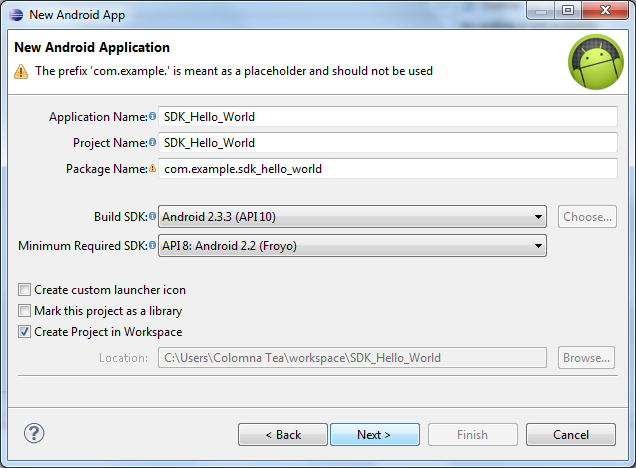 New Android App
New Android Application
The prefix 'com.example.' is meant as a placeholder and should not be used
Application Name: SDK_Hello_World
Project Name: SDK_Hello_World
Package Name: com.example.sdk_hello_world
Build SDK: Android 2.3.3 (API 10) Choose...
Minimum Required SDK: API 8: Android 2.2 (Froyo)
Create custom launcher icon
Mark this project as a library
Create Project in Workspace
Location: C:\Users\Colomna Tea\workspace\SDK_Hello_World Browse...
? < Back Next > Finish Cancel